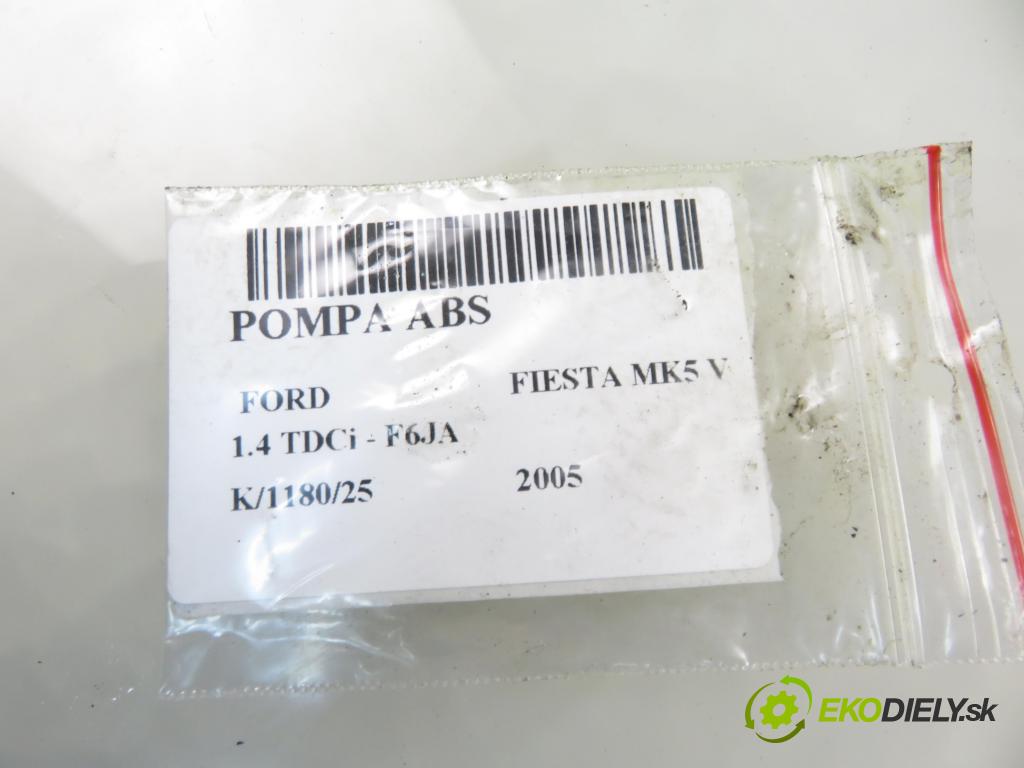 POMPA ABS
FORD FIESTA MK5 V
1.4 TDCi - F6JA
K/1180/25 2005
EKODIELY.sk